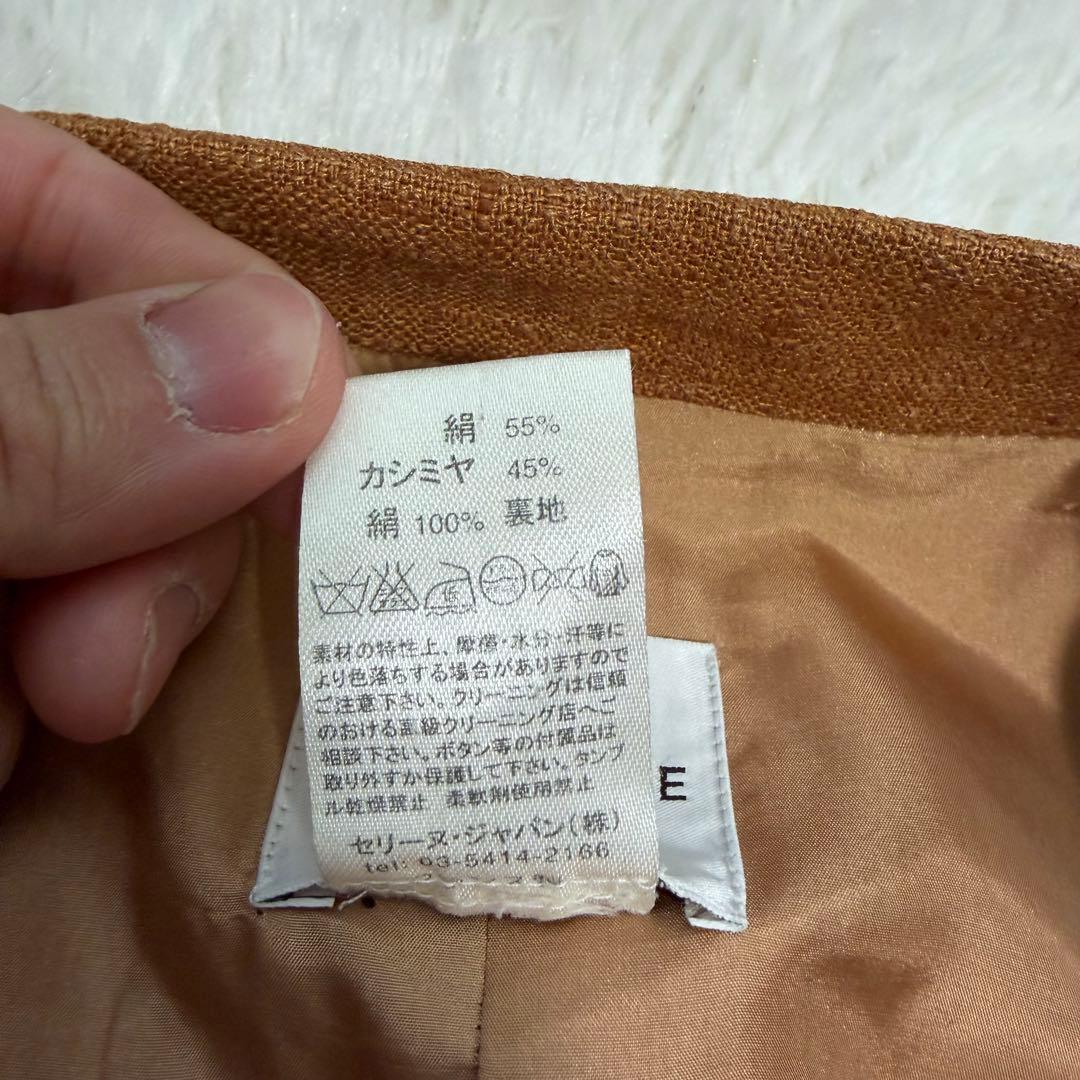 絹 55%
カシミヤ 45%
絹 100% 裏地
素材の特性上、摩擦・水分・汗等に
より色落ちする場合がありますので
ご注意下さい。クリーニングは信頼
のおける高級クリーニング店へご
相談下さい。ボタン等の付属品は
取り外すか保護して下さい。タンブ
ル乾燥禁止 柔軟剤使用禁止
セリーヌ・ジャパン(株)
tel: 03-5414-2166
E